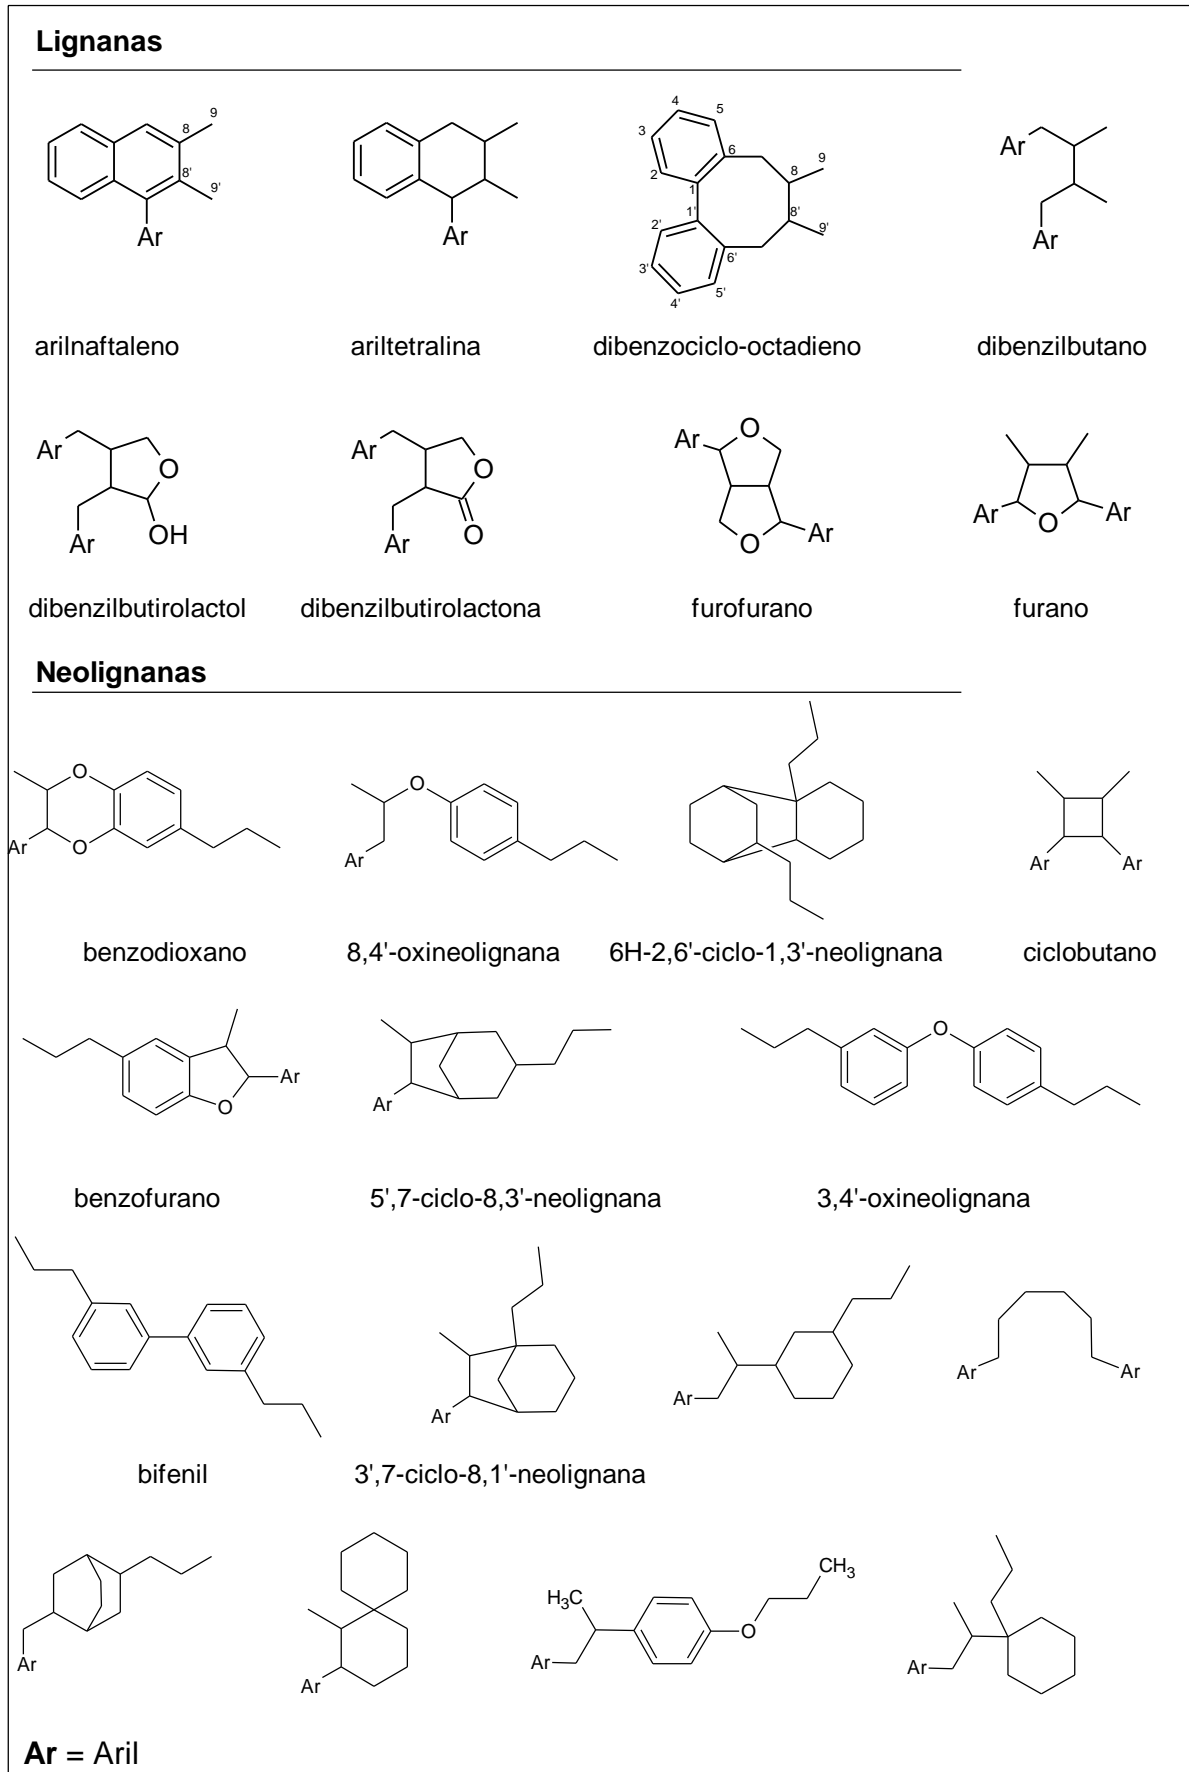 Lignanas
9
8
8'
9'
Ar
Ar
4
5
3
6
2
9
8
1
1'
8'
2'
9'
6'
3'
5'
4'
Ar
Ar
arilnaftaleno
ariltetralina
dibenzociclo-octadieno
dibenzilbutano
Ar
O
OH
Ar
Ar
O
O
Ar
Ar
O
O
Ar
Ar
O
Ar
dibenzilbutirolactol
dibenzilbutirolactona
furofurano
furano
Neolignanas
O
O
Ar
O
Ar
Ar
Ar
benzodioxano
8,4'-oxineolignana
6H-2,6'-ciclo-1,3'-neolignana
ciclobutano
O
Ar
Ar
O
benzofurano
5',7-ciclo-8,3'-neolignana
3,4'-oxineolignana
Ar
Ar
Ar
Ar
bifenil
3',7-ciclo-8,1'-neolignana
Ar
Ar
H3C
Ar
O
CH3
Ar
Ar = Aril